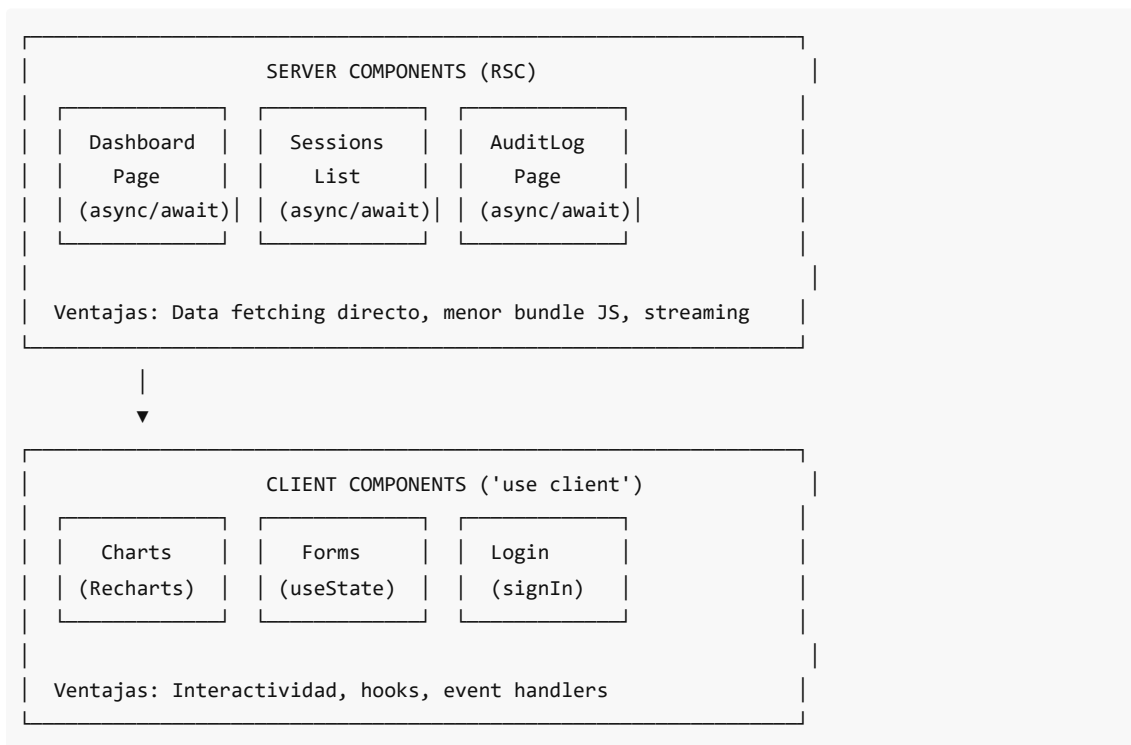 SERVER COMPONENTS (RSC)
Dashboard Sessions AuditLog
Page List Page
(async/await) (async/await) (async/await)
Ventajas: Data fetching directo, menor bundle JS, streaming
▼
CLIENT COMPONENTS ('use client')
Charts Forms Login
(Recharts) (useState) (signIn)
Ventajas: Interactividad, hooks, event handlers